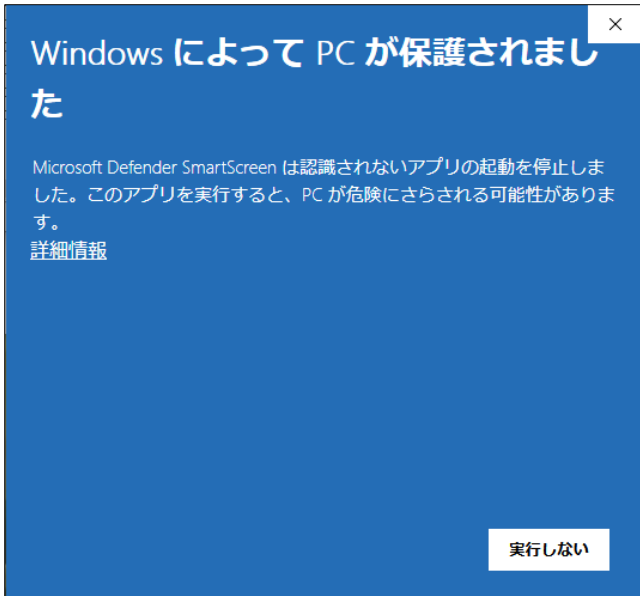 Windows によって PC が保護されまし
た
Microsoft Defender SmartScreen は認識されないアプリの起動を停止しま
した。このアプリを実行すると、PC が危険にさらされる可能性がありま
す。
詳細情報
実行しない